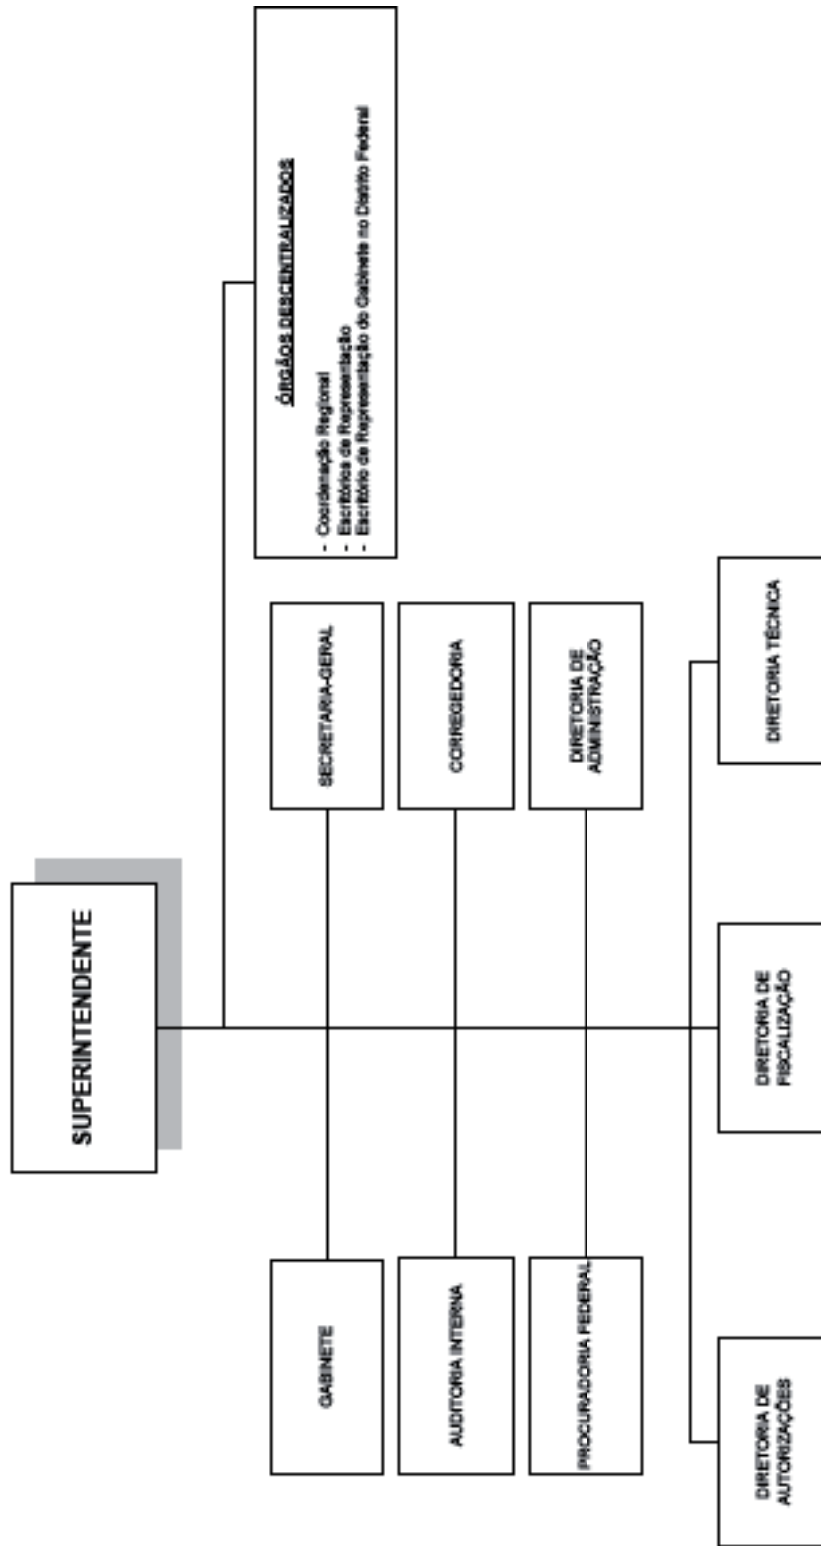 SUPERINTENDENTE
ÓRGÃOS DESCENTRALIZADOS
- Coordenação Regional
- Escritórios de Representação
- Escritório de Representação do Gabinete no Distrito Federal
GABINETE
SECRETARIA-GERAL
AUDITORIA INTERNA
CORREGEDORIA
PROCURADORIA FEDERAL
DIRETORIA DE
ADMINISTRAÇÃO
DIRETORIA DE
AUTORIZAÇÕES
DIRETORIA DE
FISCALIZAÇÃO
DIRETORIA TÉCNICA